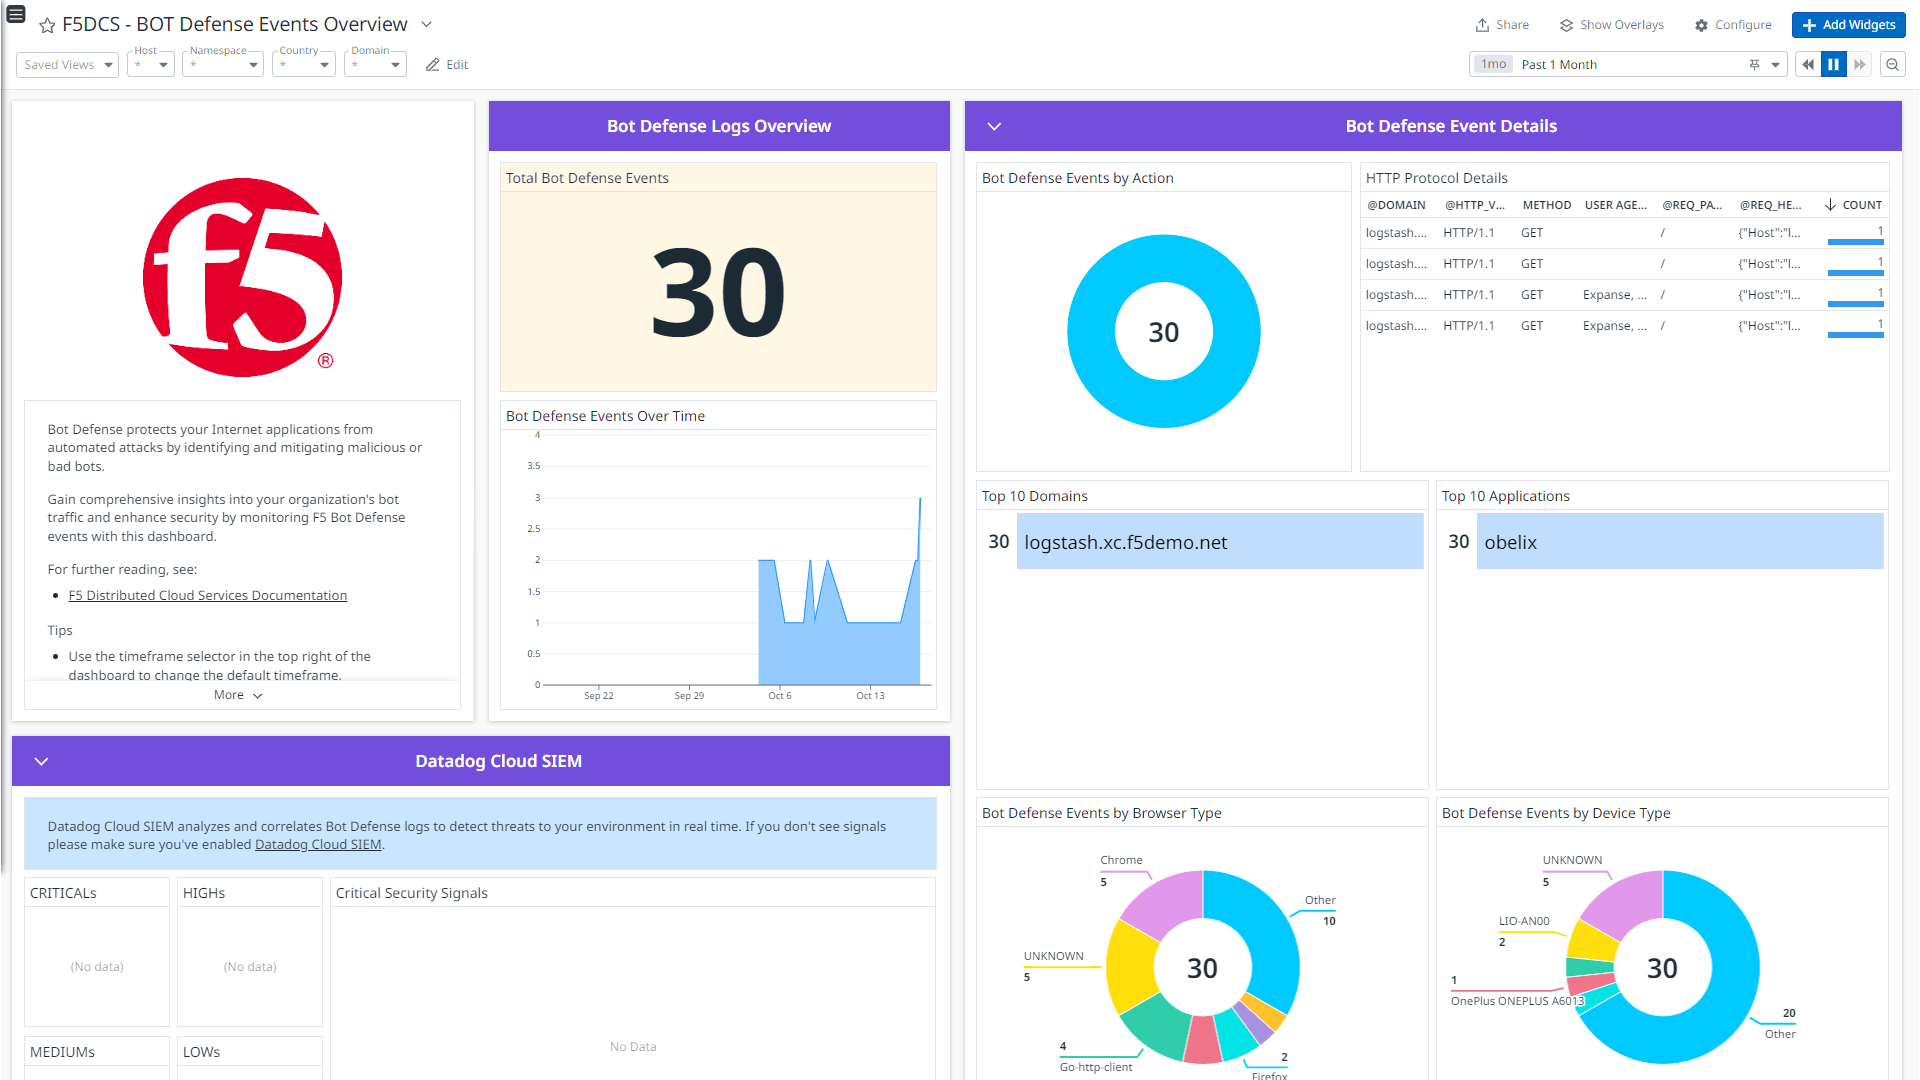 F5DCS - BOT Defense Events Overview
Share
Show Overlays
Configure
Add Widgets
Saved Views
Host
*
Namespace
*
Country
*
Domain
*
Edit
1mo
Past 1 Month
f5
®
Bot Defense protects your Internet applications from
automated attacks by identifying and mitigating malicious or
bad bots.
Gain comprehensive insights into your organization's bot
traffic and enhance security by monitoring F5 Bot Defense
events with this dashboard.
For further reading, see:
• F5 Distributed Cloud Services Documentation
Tips
• Use the timeframe selector in the top right of the
dashboard to change the default timeframe.
More
Bot Defense Logs Overview
Total Bot Defense Events
30
Bot Defense Events Over Time
4
3.5
3
2.5
2
1.5
1
0.5
0
Sep 22 Sep 29 Oct 6 Oct 13
Bot Defense Event Details
Bot Defense Events by Action
30
HTTP Protocol Details
@DOMAIN @HTTP_V... METHOD USER AGE... @REQ_PA... @REQ_HE... COUNT
logstash.... HTTP/1.1 GET / {"Host":"l... 1
logstash.... HTTP/1.1 GET / {"Host":"l... 1
logstash.... HTTP/1.1 GET Expanse, ... / {"Host":"l... 1
logstash.... HTTP/1.1 GET Expanse, ... / {"Host":"l... 1
Top 10 Domains
30 logstash.xc.f5demo.net
Top 10 Applications
30 obelix
Datadog Cloud SIEM
Datadog Cloud SIEM analyzes and correlates Bot Defense logs to detect threats to your environment in real time. If you don't see signals
please make sure you've enabled Datadog Cloud SIEM.
CRITICALs
(No data)
HIGHs
(No data)
Critical Security Signals
No Data
MEDIUMs
LOWs
Bot Defense Events by Browser Type
Chrome
5
Other
10
UNKNOWN
5
30
4
Go-http-client
2
Firefox
Bot Defense Events by Device Type
UNKNOWN
5
LIO-AN00
2
1
OnePlus ONEPLUS A6013
30
20
Other